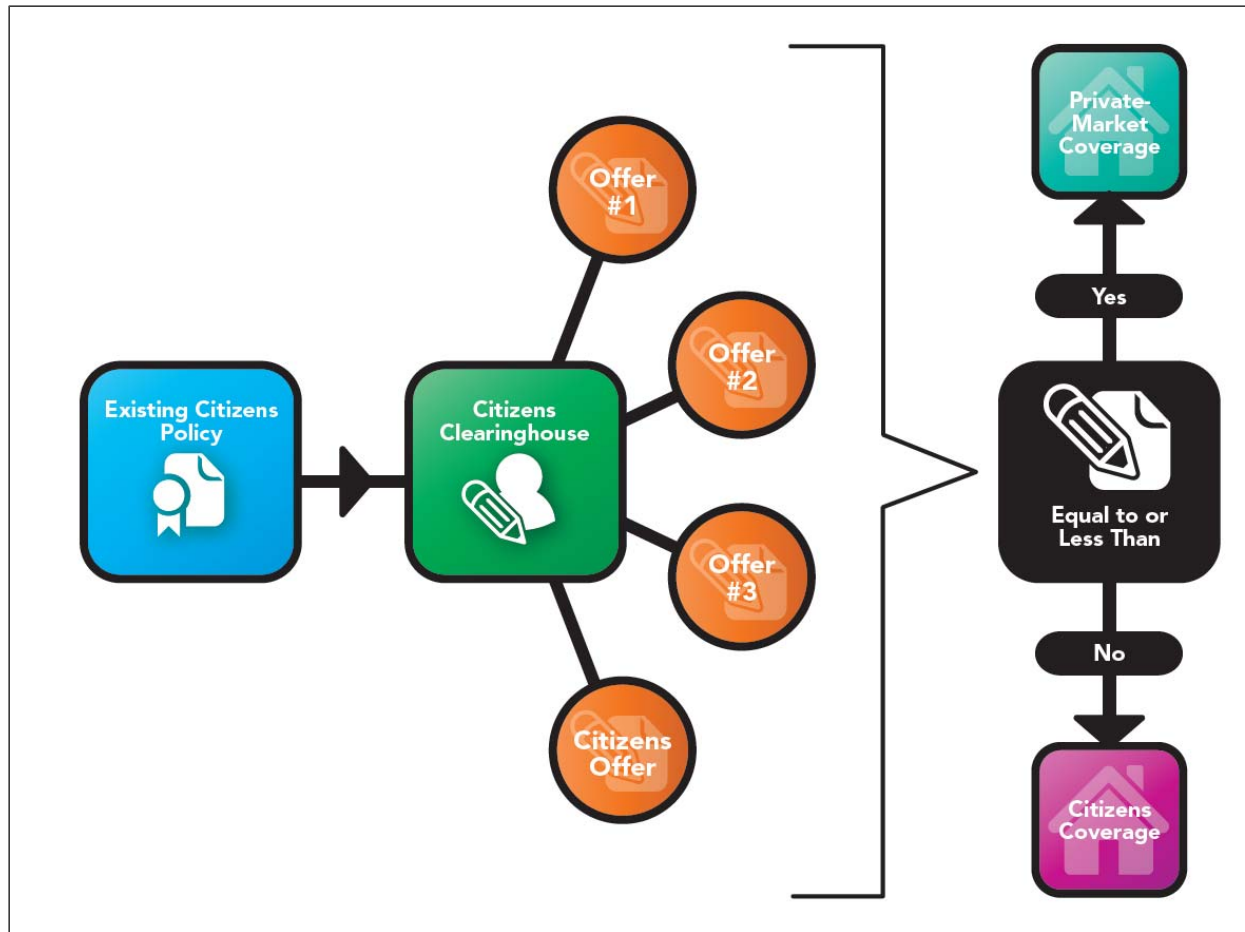 Existing Citizens
Policy
Citizens
Clearinghouse
Offer
#1
Offer
#2
Offer
#3
Citizens
Offer
Private-
Market
Coverage
Yes
Equal to or
Less Than
No
Citizens
Coverage